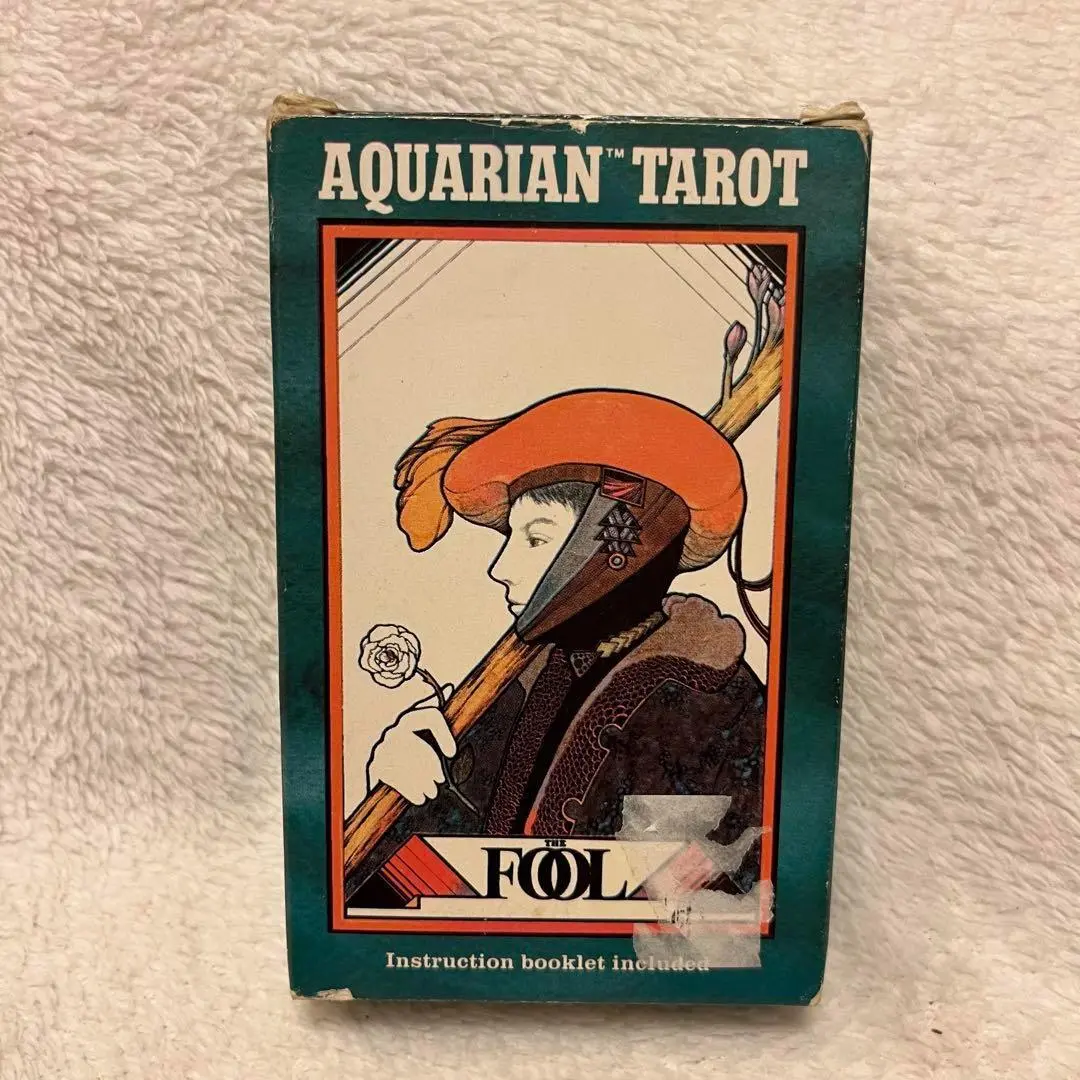 AQUARIAN™ TAROT
THE
FOOL
Instruction booklet included